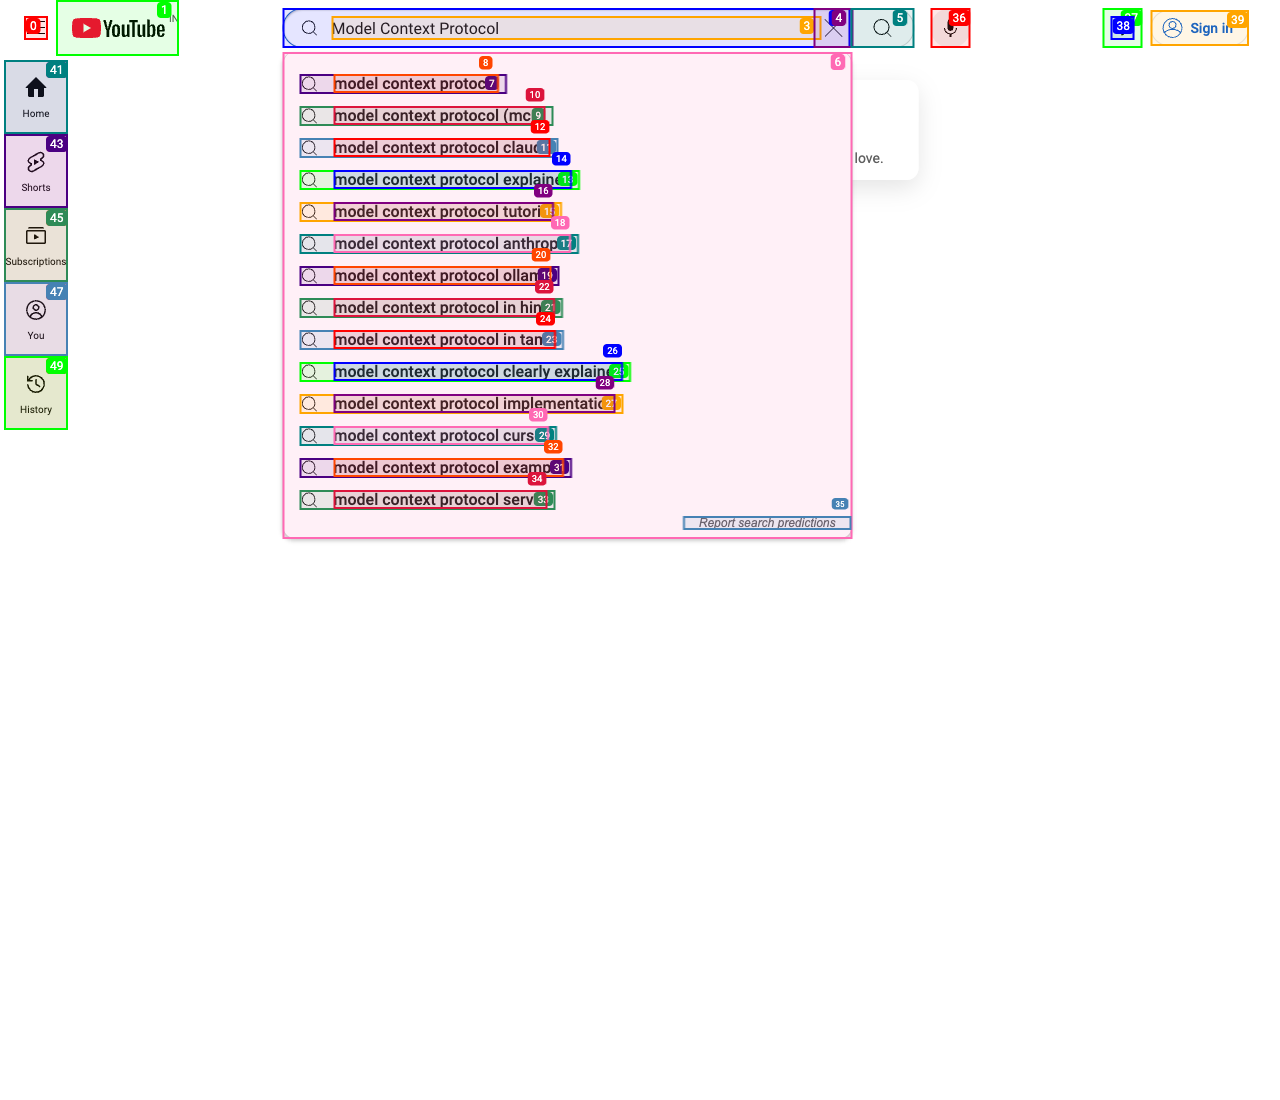 0
YouTube
IN
1
Model Context Protocol
3
4
5
36
38
Sign in
39
6
8
model context protoc
7
10
model context protocol (mc
9
12
model context protocol claud
11
14
model context protocol explaine
13
16
model context protocol tutori
15
18
model context protocol anthrop
17
20
model context protocol ollam
19
22
model context protocol in hin
21
24
model context protocol in tam
23
26
model context protocol clearly explaine
25
28
model context protocol implementatio
27
30
model context protocol curs
29
32
model context protocol examp
31
34
model context protocol serv
33
35
Report search predictions
love.
41
Home
43
Shorts
45
Subscriptions
47
You
49
History